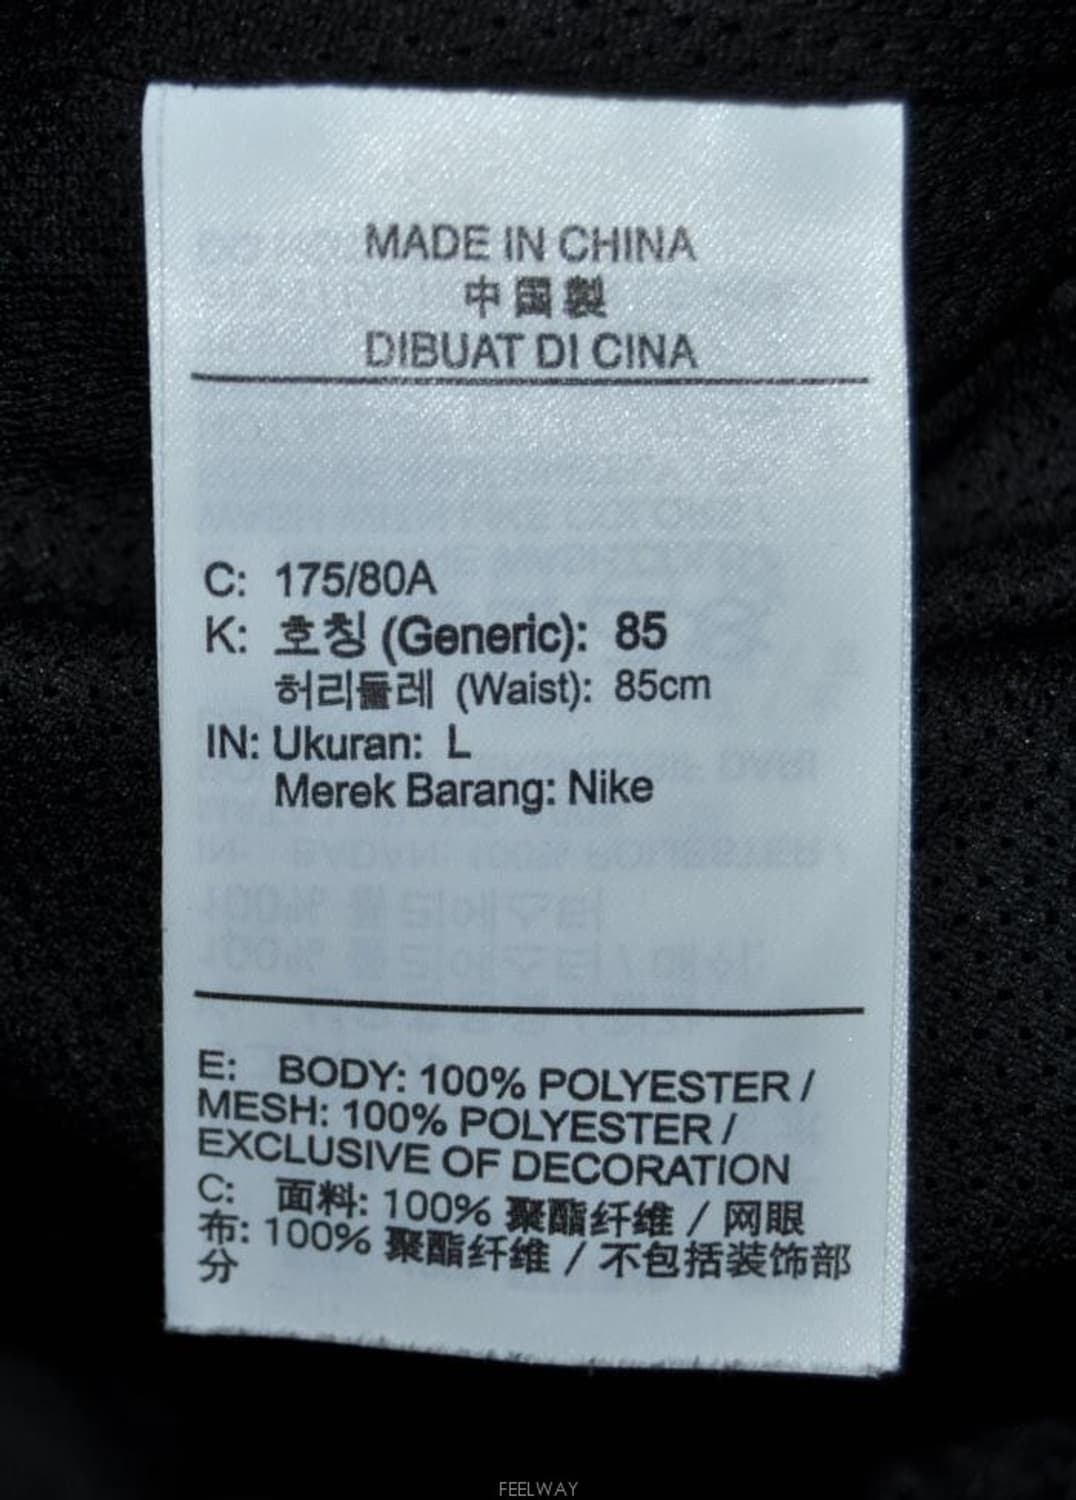 MADE IN CHINA
中国製
DIBUAT DI CINA
C: 175/80A
K: 호칭 (Generic): 85
허리둘레 (Waist): 85cm
IN: Ukuran: L
Merek Barang: Nike
E: BODY: 100% POLYESTER /
MESH: 100% POLYESTER /
EXCLUSIVE OF DECORATION
C: 面料: 100% 聚酯纤维 / 网眼
布: 100% 聚酯纤维 / 不包括装饰部
分
FEELWAY